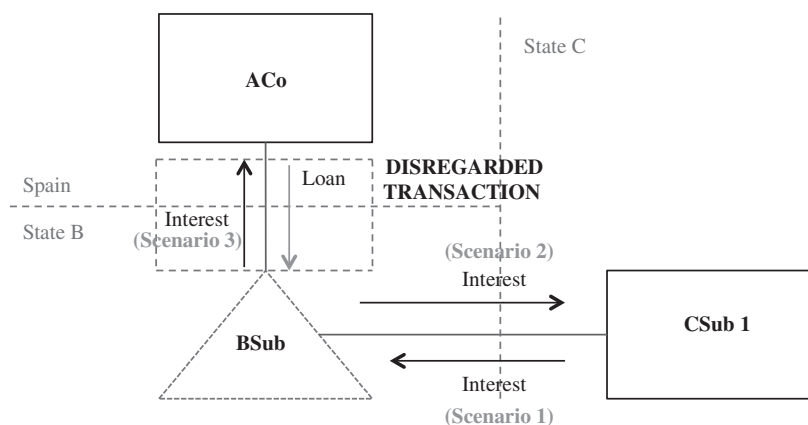 State C
ACo
DISREGARDED
TRANSACTION
Loan
Spain
Interest
State B
(Scenario 3)
(Scenario 2)
Interest
CSub 1
BSub
Interest
(Scenario 1)